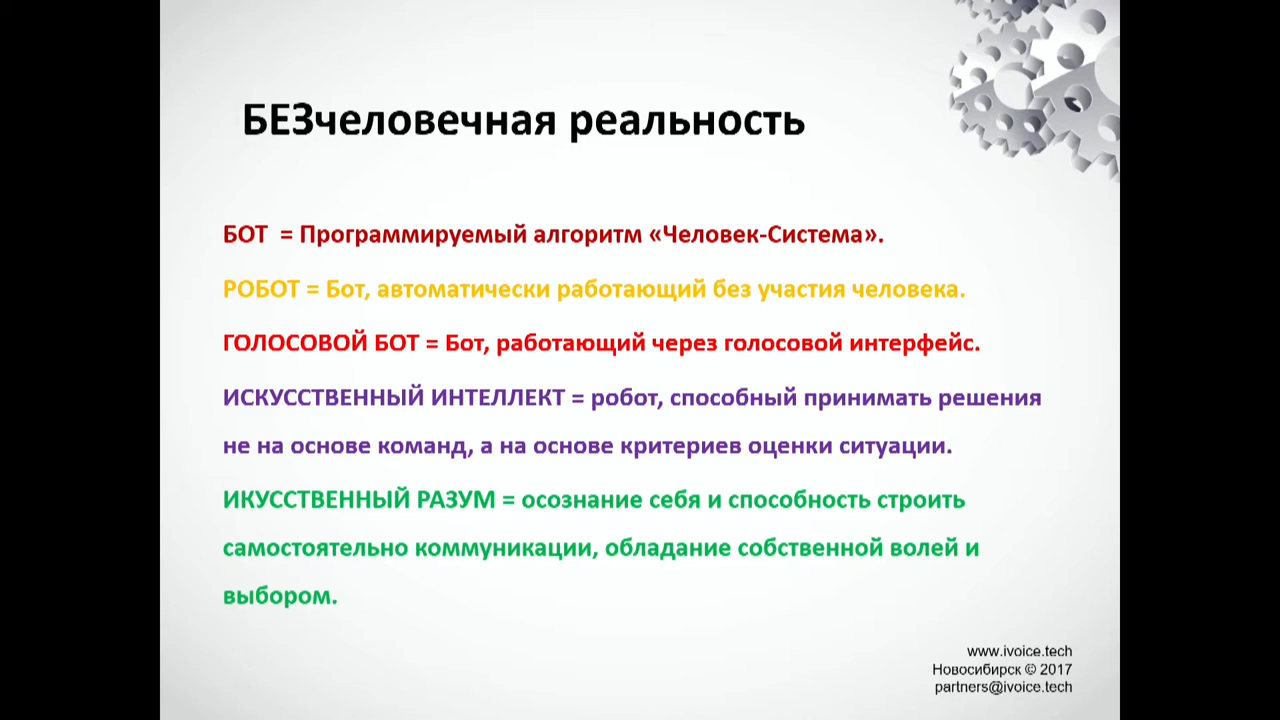 БЕЗчеловечная реальность
БОТ = Программируемый алгоритм «Человек-Система».
РОБОТ = Бот, автоматически работающий без участия человека.
ГОЛОСОВОЙ БОТ = Бот, работающий через голосовой интерфейс.
ИСКУССТВЕННЫЙ ИНТЕЛЛЕКТ = робот, способный принимать решения
не на основе команд, а на основе критериев оценки ситуации.
ИКУССТВЕННЫЙ РАЗУМ = осознание себя и способность строить
самостоятельно коммуникации, обладание собственной волей и
выбором.
www.ivoice.tech
Новосибирск © 2017
partners@ivoice.tech